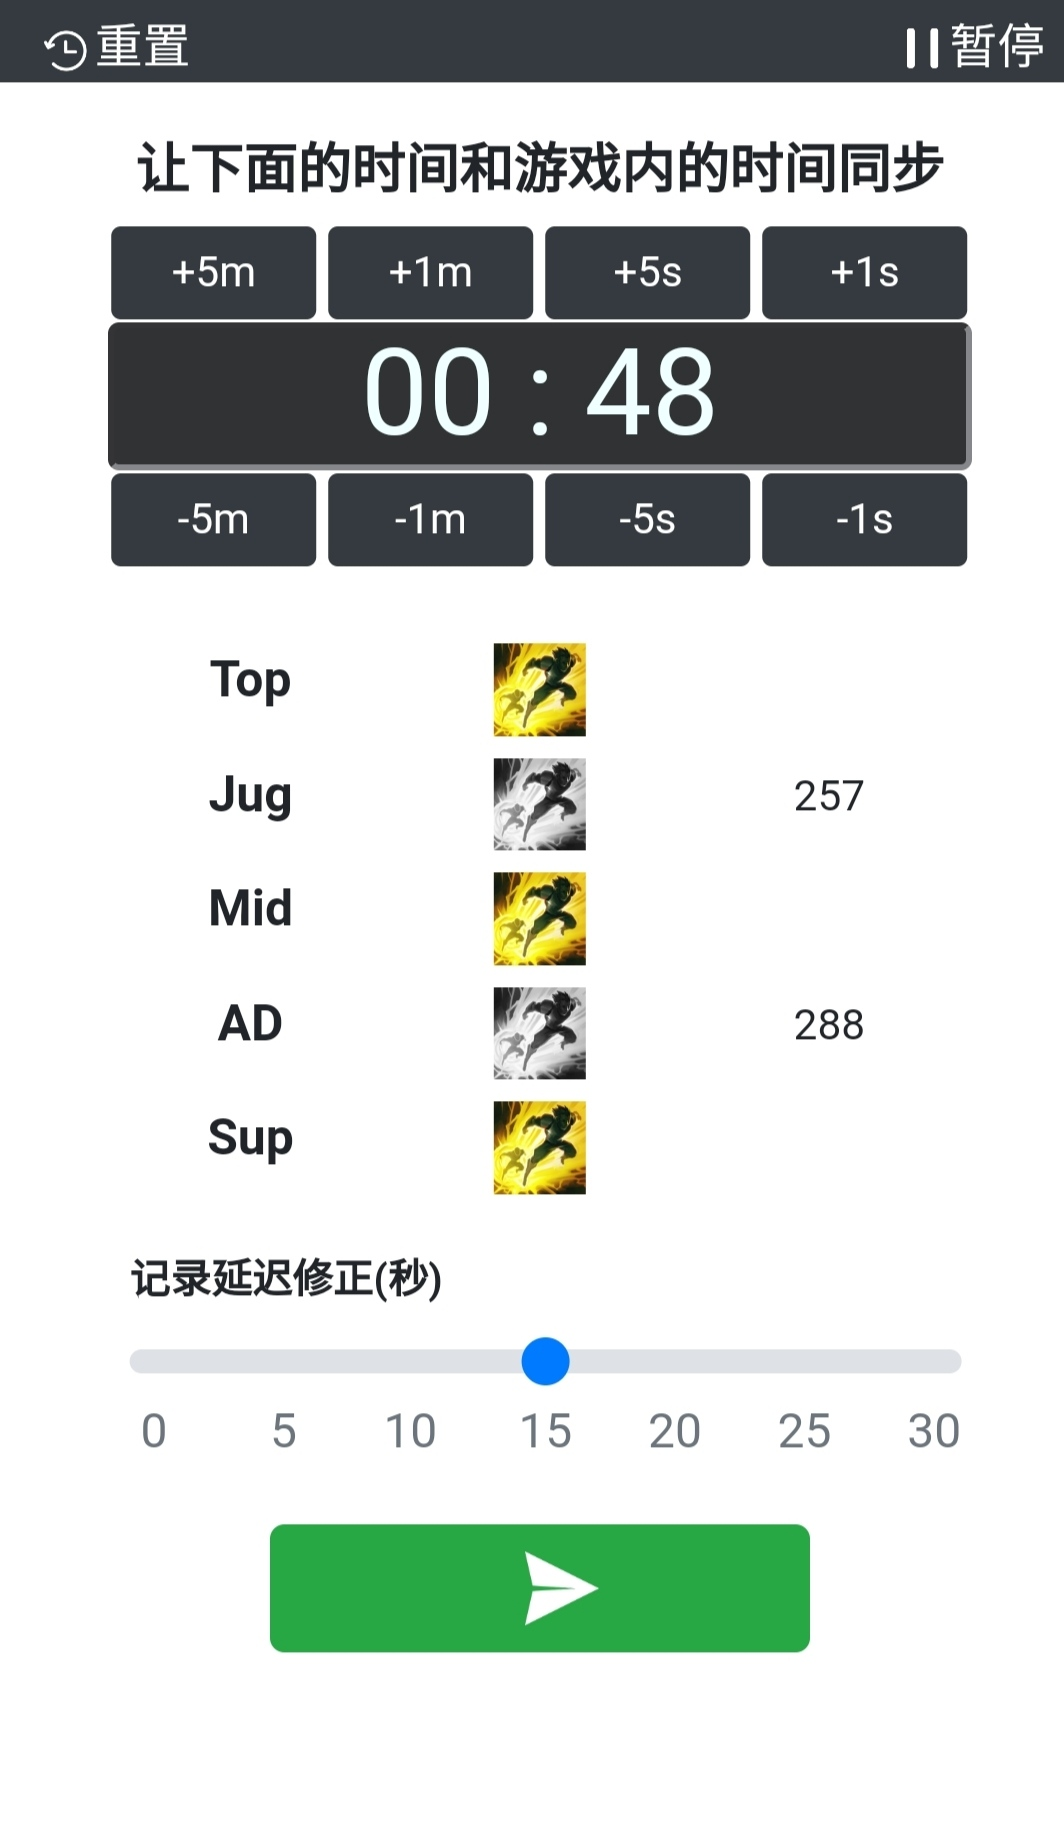 重置 暂停
让下面的时间和游戏内的时间同步
+5m +1m +5s +1s
00 : 48
-5m -1m -5s -1s
Top
Jug 257
Mid
AD 288
Sup
记录延迟修正(秒)
0 5 10 15 20 25 30